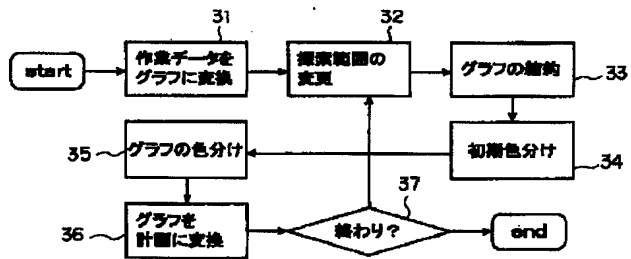 31
32
start
作業データを
グラフに変換
探索範囲の
変更
グラフの縮約
33
35
グラフの色分け
初期色分け
34
37
36
グラフを
計画に変換
終わり?
end